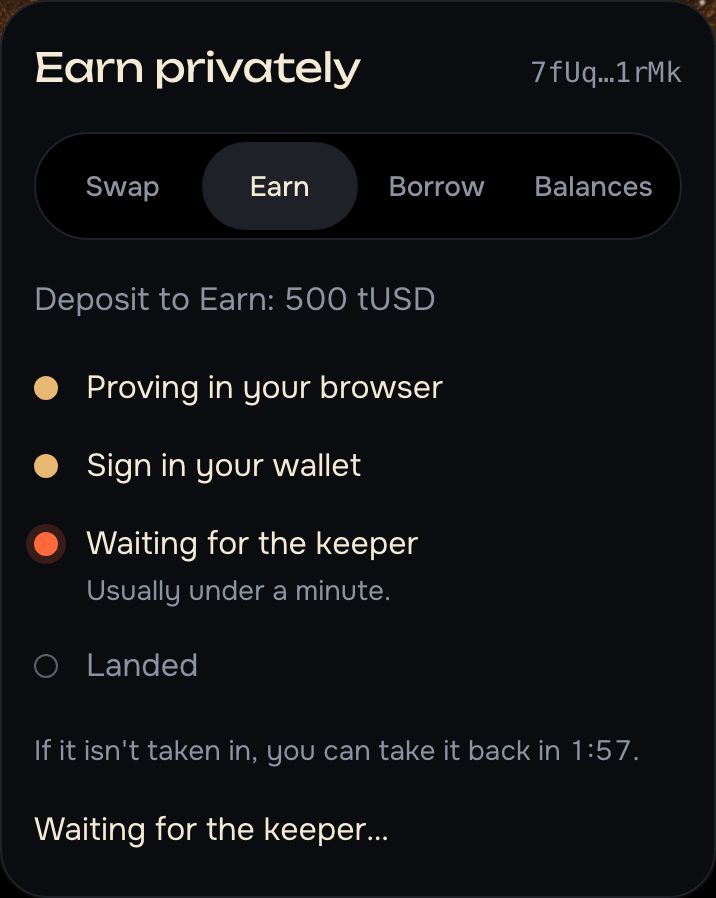 Earn privately
7fUq…1rMk
Swap
Earn
Borrow
Balances
Deposit to Earn: 500 tUSD
Proving in your browser
Sign in your wallet
Waiting for the keeper
Usually under a minute.
Landed
If it isn't taken in, you can take it back in 1:57.
Waiting for the keeper…